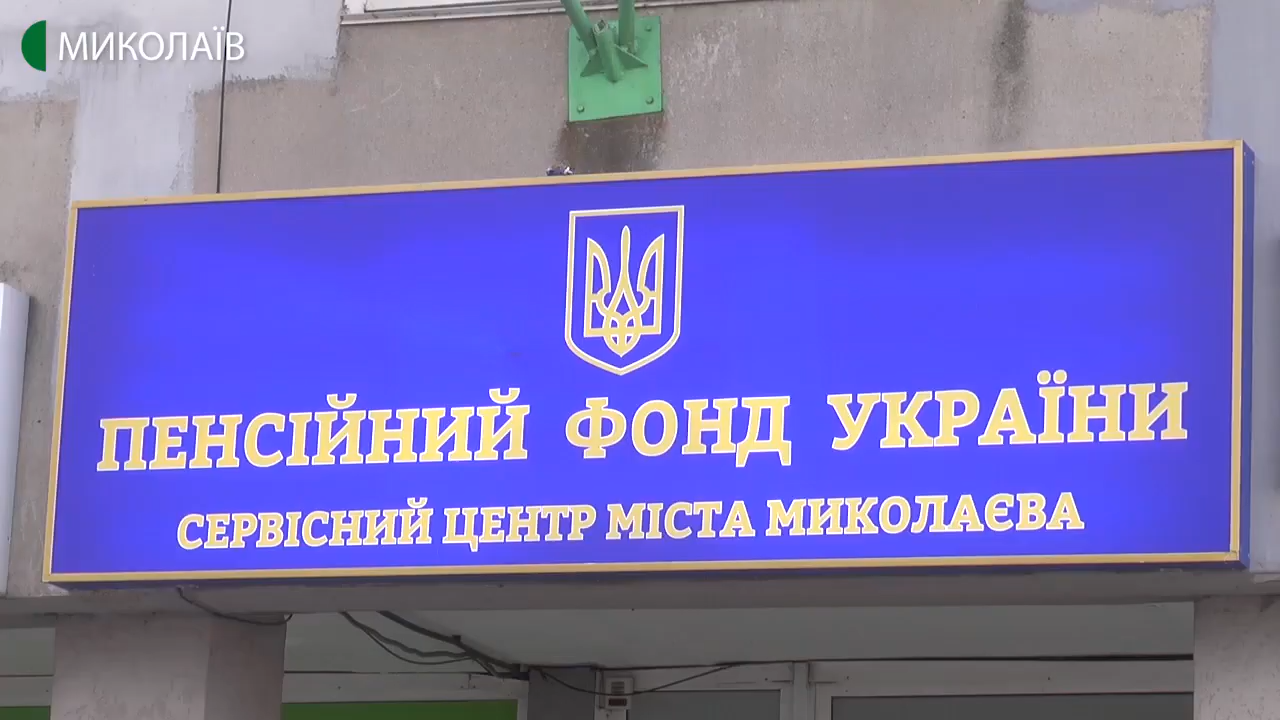 МИКОЛАЇВ
ПЕНСІЙНИЙ ФОНД УКРАЇНИ
СЕРВІСНИЙ ЦЕНТР МІСТА МИКОЛАЄВА